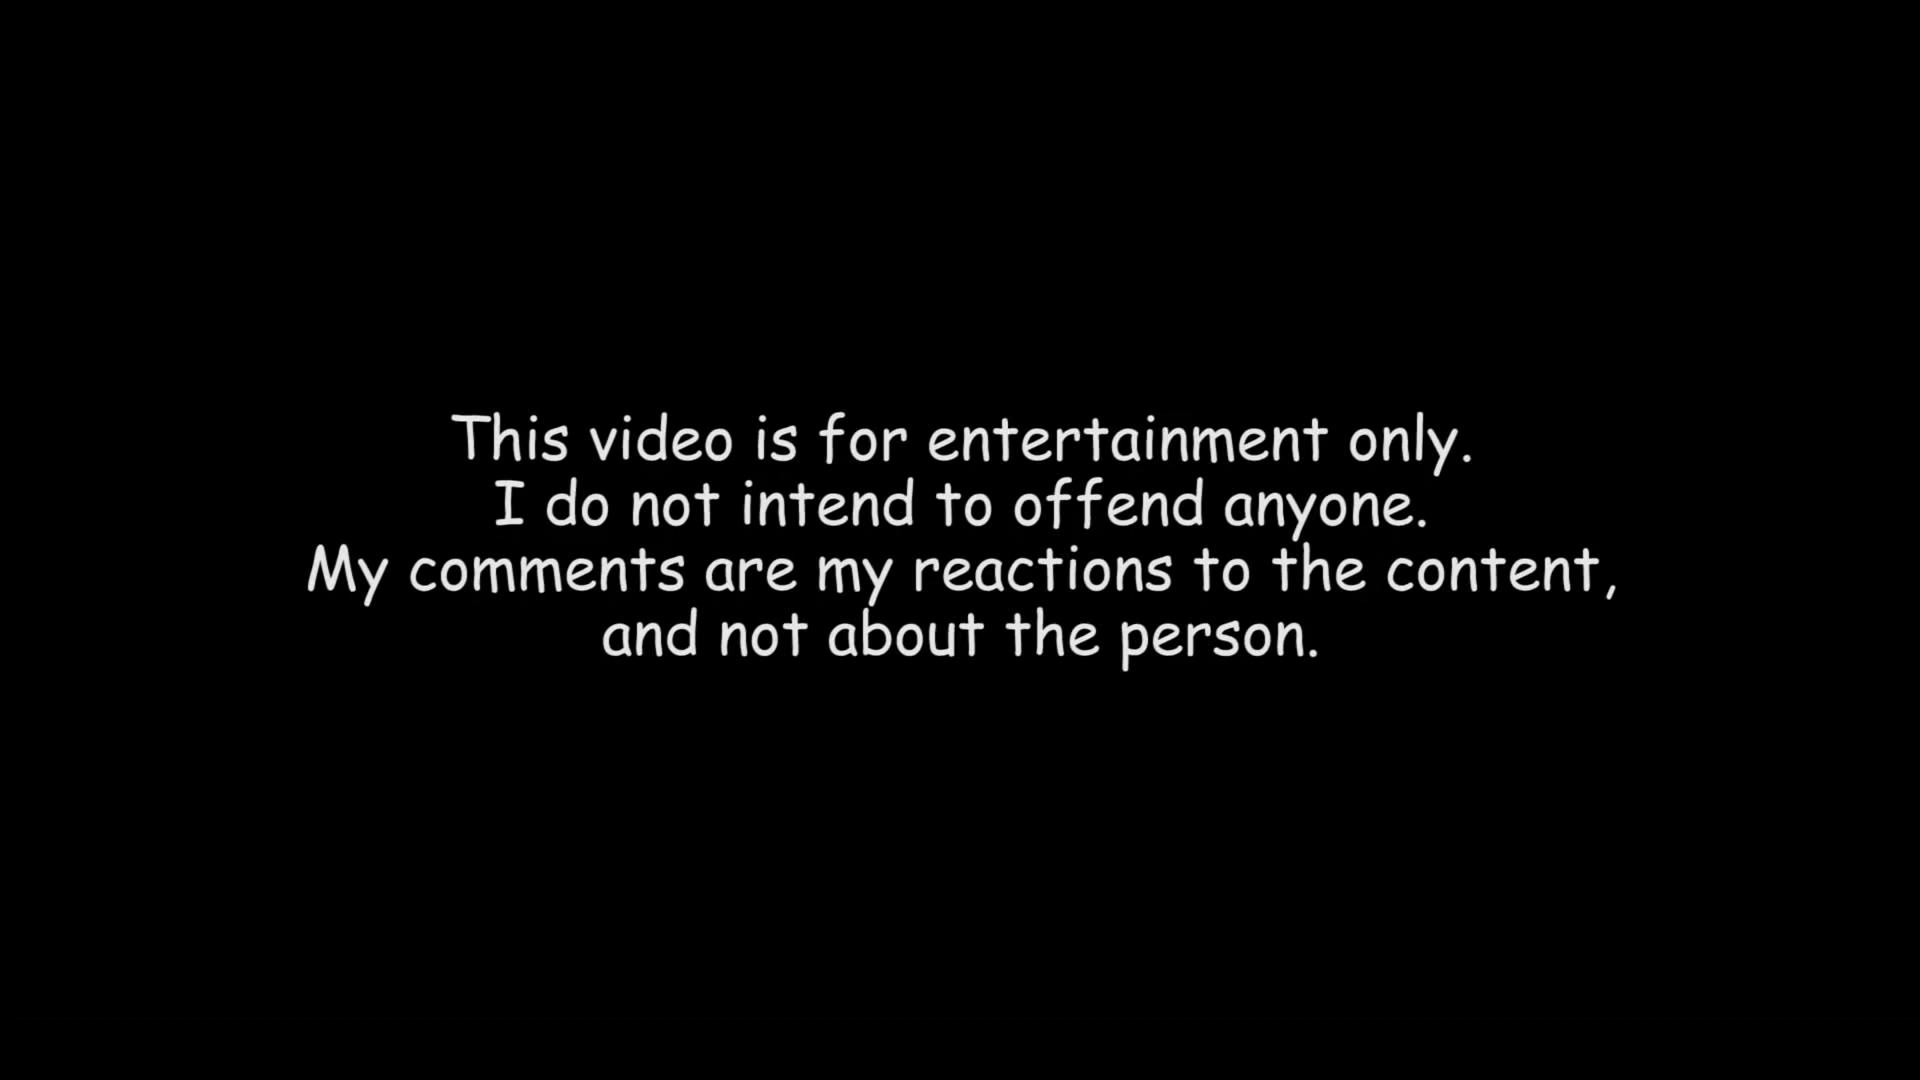 This video is for entertainment only.
I do not intend to offend anyone.
My comments are my reactions to the content,
and not about the person.